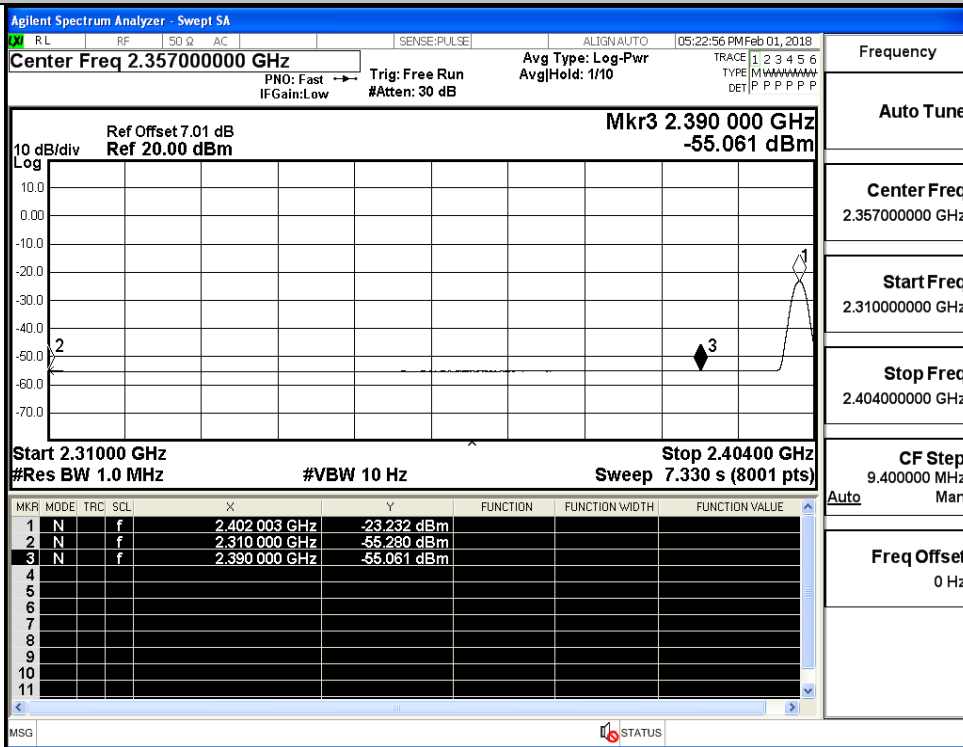 Agilent Spectrum Analyzer - Swept SA
LXI RL RF 50 Ω AC SENSE:PULSE ALIGN AUTO 05:22:56 PM Feb 01, 2018
Center Freq 2.357000000 GHz
PNO: Fast
IFGain:Low
Trig: Free Run
#Atten: 30 dB
Avg Type: Log-Pwr
Avg|Hold: 1/10
TRACE 1 2 3 4 5 6
TYPE M
DET P P P P P P
Ref Offset 7.01 dB
10 dB/div Ref 20.00 dBm
Log
Mkr3 2.390 000 GHz
-55.061 dBm
10.0
0.00
-10.0
-20.0
-30.0
-40.0
-50.0
-60.0
-70.0
1
2
3
Start 2.31000 GHz Stop 2.40400 GHz
#Res BW 1.0 MHz #VBW 10 Hz Sweep 7.330 s (8001 pts)
MKR MODE TRC SCL X Y FUNCTION FUNCTION WIDTH FUNCTION VALUE
1 N f 2.402 003 GHz -23.232 dBm
2 N f 2.310 000 GHz -55.280 dBm
3 N f 2.390 000 GHz -55.061 dBm
4
5
6
7
8
9
10
11
MSG STATUS
Frequency
Auto Tune
Center Freq
2.357000000 GHz
Start Freq
2.310000000 GHz
Stop Freq
2.404000000 GHz
CF Step
9.400000 MHz
Auto Man
Freq Offset
0 Hz